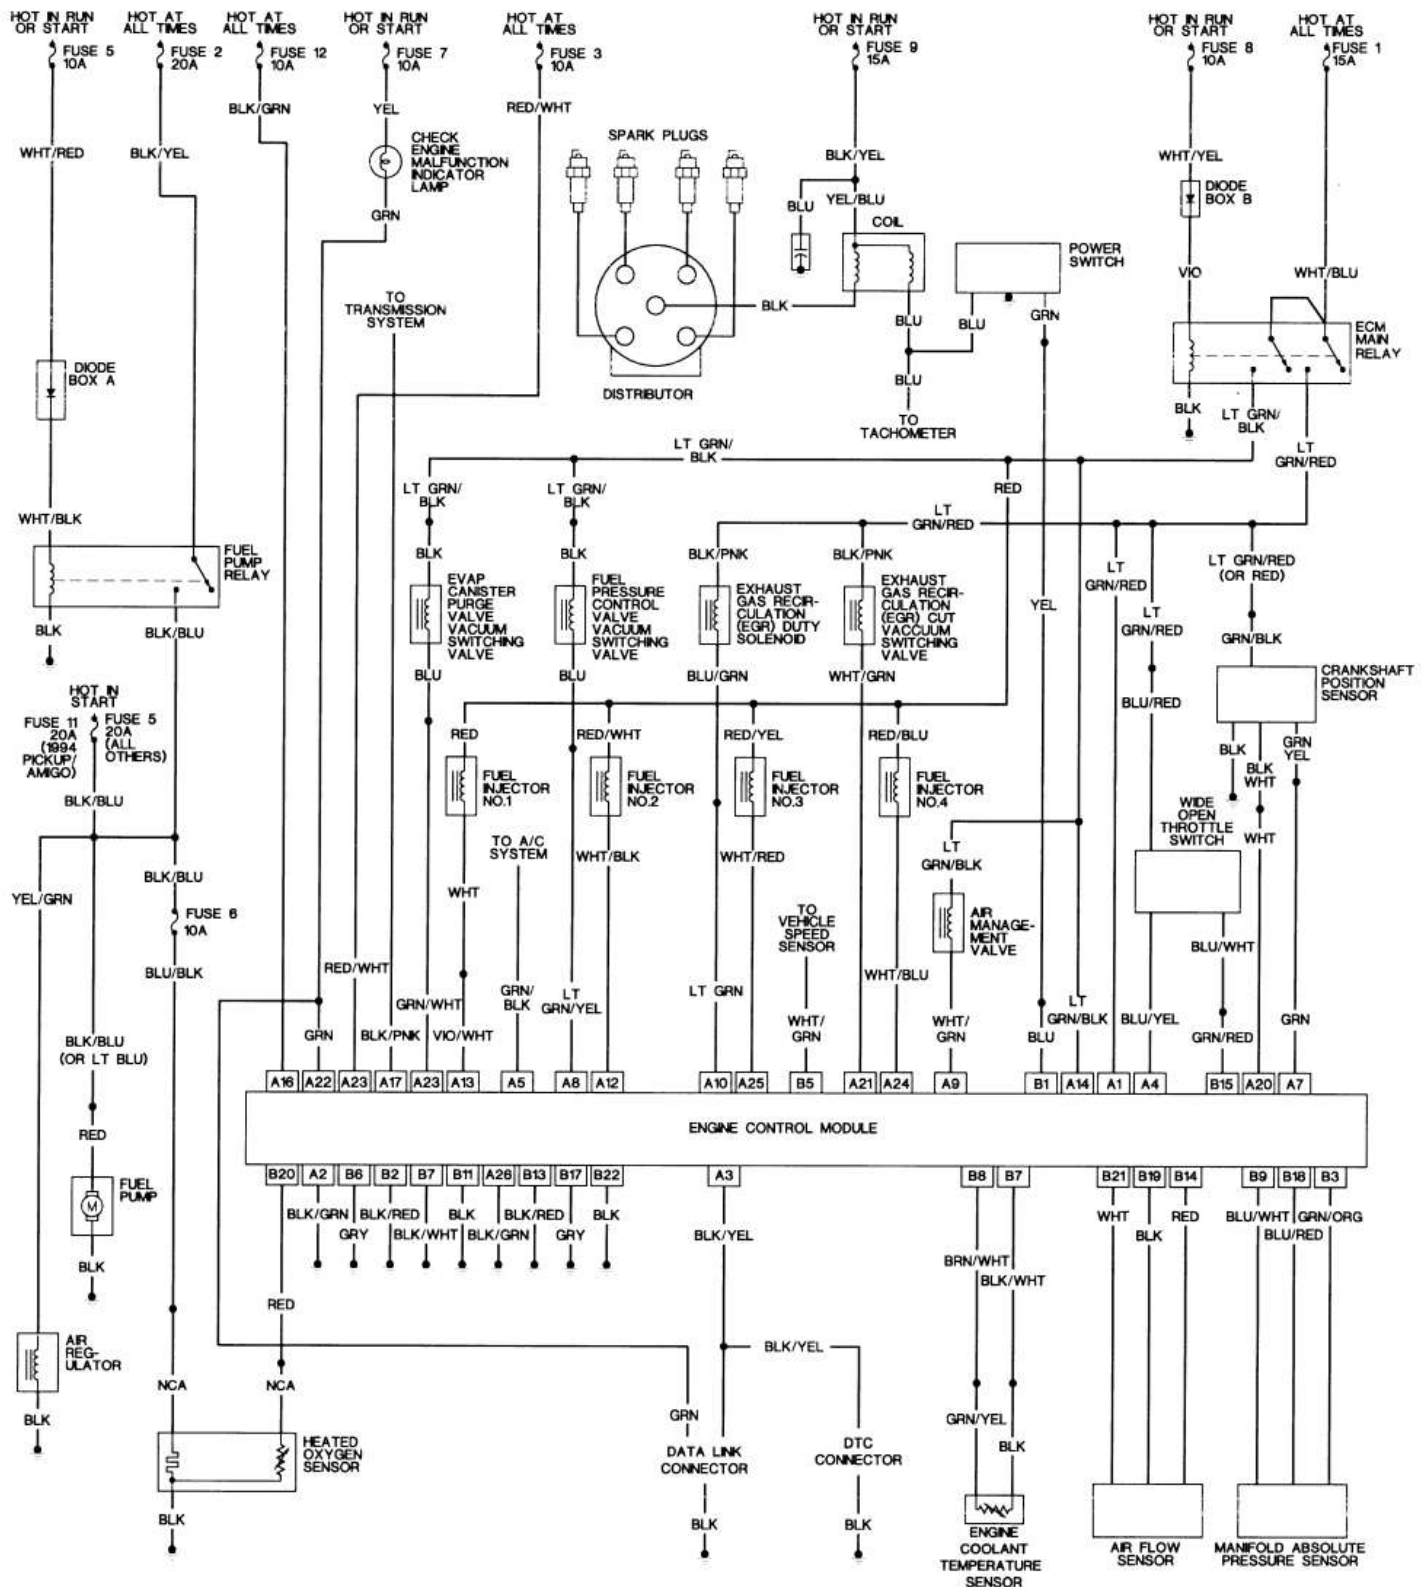 HOT IN RUN
OR START
FUSE 5
10A
HOT AT
ALL TIMES
FUSE 2
20A
HOT AT
ALL TIMES
FUSE 12
10A
HOT IN RUN
OR START
FUSE 7
10A
HOT AT
ALL TIMES
FUSE 3
10A
HOT IN RUN
OR START
FUSE 9
15A
HOT IN RUN
OR START
FUSE 8
10A
HOT AT
ALL TIMES
FUSE 1
15A
BLK/GRN
YEL
RED/WHT
WHT/RED
BLK/YEL
CHECK
ENGINE
MALFUNCTION
INDICATOR
LAMP
GRN
SPARK PLUGS
BLK/YEL
BLU
YEL/BLU
COIL
WHT/YEL
DIODE
BOX B
POWER
SWITCH
VIO
WHT/BLU
TO
TRANSMISSION
SYSTEM
BLK
BLU
BLU
GRN
ECM
MAIN
RELAY
DIODE
BOX A
DISTRIBUTOR
BLU
TO
TACHOMETER
BLK
LT GRN/
BLK
LT
GRN/RED
LT GRN/
BLK
LT GRN/
BLK
LT GRN/
BLK
RED
LT
GRN/RED
WHT/BLK
FUEL
PUMP
RELAY
BLK
BLK/BLU
BLK
BLK
BLK/PNK
BLK/PNK
EVAP
CANISTER
PURGE
VALVE
VACUUM
SWITCHING
VALVE
FUEL
PRESSURE
CONTROL
VALVE
VACUUM
SWITCHING
VALVE
EXHAUST
GAS RECIR-
CULATION
(EGR) DUTY
SOLENOID
EXHAUST
GAS RECIR-
CULATION
(EGR) CUT
VACCUUM
SWITCHING
VALVE
YEL
LT
GRN/RED
LT
GRN/RED
LT GRN/RED
(OR RED)
GRN/BLK
CRANKSHAFT
POSITION
SENSOR
BLU
BLU
BLU/GRN
WHT/GRN
BLU/RED
BLK
BLK
WHT
GRN
YEL
HOT IN
START
FUSE 11
20A
(1994
PICKUP/
AMIGO)
FUSE 5
20A
(ALL
OTHERS)
BLK/BLU
RED
RED/WHT
RED/YEL
RED/BLU
FUEL
INJECTOR
NO.1
FUEL
INJECTOR
NO.2
FUEL
INJECTOR
NO.3
FUEL
INJECTOR
NO.4
WIDE
OPEN
THROTTLE
SWITCH
WHT
TO A/C
SYSTEM
WHT/BLK
WHT/RED
LT
GRN/BLK
BLK/BLU
YEL/GRN
WHT
FUSE 6
10A
TO
VEHICLE
SPEED
SENSOR
AIR
MANAGE-
MENT
VALVE
BLU/WHT
BLU/BLK
RED/WHT
WHT/BLU
GRN/WHT
GRN/
BLK
LT
GRN/YEL
LT GRN
LT
GRN/BLK
BLK/BLU
(OR LT BLU)
GRN
BLK/PNK
VIO/WHT
WHT/
GRN
WHT/
GRN
BLU
BLU/YEL
GRN/RED
GRN
A16 A22 A23 A17 A23 A13 A5 A8 A12 A10 A25 B5 A21 A24 A9 B1 A14 A1 A4 B15 A20 A7
ENGINE CONTROL MODULE
B20 A2 B6 B2 B7 B11 A26 B13 B17 B22 A3 B8 B7 B21 B19 B14 B9 B18 B3
RED
FUEL
PUMP
M
BLK
BLK/GRN
GRY
BLK/RED
BLK/WHT
BLK
BLK/GRN
BLK/RED
GRY
BLK
BLK/YEL
BRN/WHT
BLK/WHT
WHT
BLK
RED
BLU/WHT
BLU/RED
GRN/ORG
RED
AIR
REG-
ULATOR
BLK
NCA
NCA
BLK/YEL
GRN
GRN/YEL
BLK
HEATED
OXYGEN
SENSOR
BLK
DATA LINK
CONNECTOR
DTC
CONNECTOR
BLK
BLK
ENGINE
COOLANT
TEMPERATURE
SENSOR
AIR FLOW
SENSOR
MANIFOLD ABSOLUTE
PRESSURE SENSOR